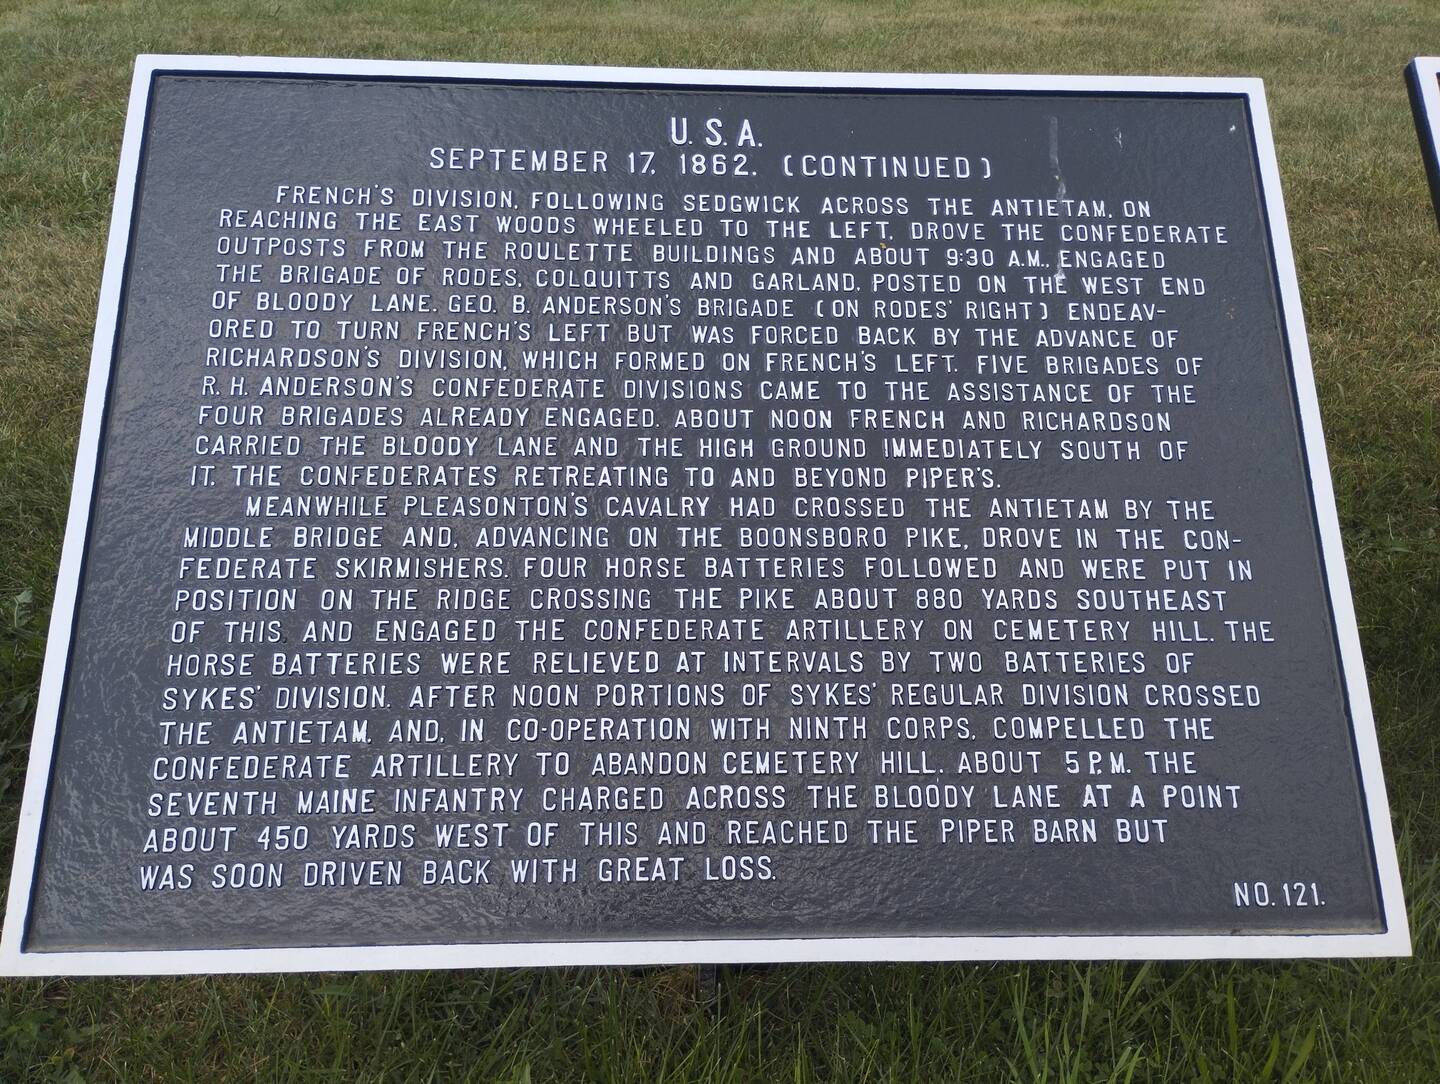 U. S. A.
SEPTEMBER 17, 1862. (CONTINUED)
FRENCH'S DIVISION, FOLLOWING SEDGWICK ACROSS THE ANTIETAM, ON
REACHING THE EAST WOODS WHEELED TO THE LEFT, DROVE THE CONFEDERATE
OUTPOSTS FROM THE ROULETTE BUILDINGS AND ABOUT 9:30 A.M., ENGAGED
THE BRIGADE OF RODES, COLQUITTS AND GARLAND, POSTED ON THE WEST END
OF BLOODY LANE. GEO. B. ANDERSON'S BRIGADE (ON RODES' RIGHT) ENDEAV-
ORED TO TURN FRENCH'S LEFT BUT WAS FORCED BACK BY THE ADVANCE OF
RICHARDSON'S DIVISION, WHICH FORMED ON FRENCH'S LEFT. FIVE BRIGADES OF
R. H. ANDERSON'S CONFEDERATE DIVISIONS CAME TO THE ASSISTANCE OF THE
FOUR BRIGADES ALREADY ENGAGED. ABOUT NOON FRENCH AND RICHARDSON
CARRIED THE BLOODY LANE AND THE HIGH GROUND IMMEDIATELY SOUTH OF
IT, THE CONFEDERATES RETREATING TO AND BEYOND PIPER'S.
MEANWHILE PLEASONTON'S CAVALRY HAD CROSSED THE ANTIETAM BY THE
MIDDLE BRIDGE AND, ADVANCING ON THE BOONSBORO PIKE, DROVE IN THE CON-
FEDERATE SKIRMISHERS. FOUR HORSE BATTERIES FOLLOWED AND WERE PUT IN
POSITION ON THE RIDGE CROSSING THE PIKE ABOUT 880 YARDS SOUTHEAST
OF THIS, AND ENGAGED THE CONFEDERATE ARTILLERY ON CEMETERY HILL. THE
HORSE BATTERIES WERE RELIEVED AT INTERVALS BY TWO BATTERIES OF
SYKES' DIVISION. AFTER NOON PORTIONS OF SYKES' REGULAR DIVISION CROSSED
THE ANTIETAM, AND, IN CO-OPERATION WITH NINTH CORPS, COMPELLED THE
CONFEDERATE ARTILLERY TO ABANDON CEMETERY HILL. ABOUT 5 P.M. THE
SEVENTH MAINE INFANTRY CHARGED ACROSS THE BLOODY LANE AT A POINT
ABOUT 450 YARDS WEST OF THIS AND REACHED THE PIPER BARN BUT
WAS SOON DRIVEN BACK WITH GREAT LOSS.
NO. 121.